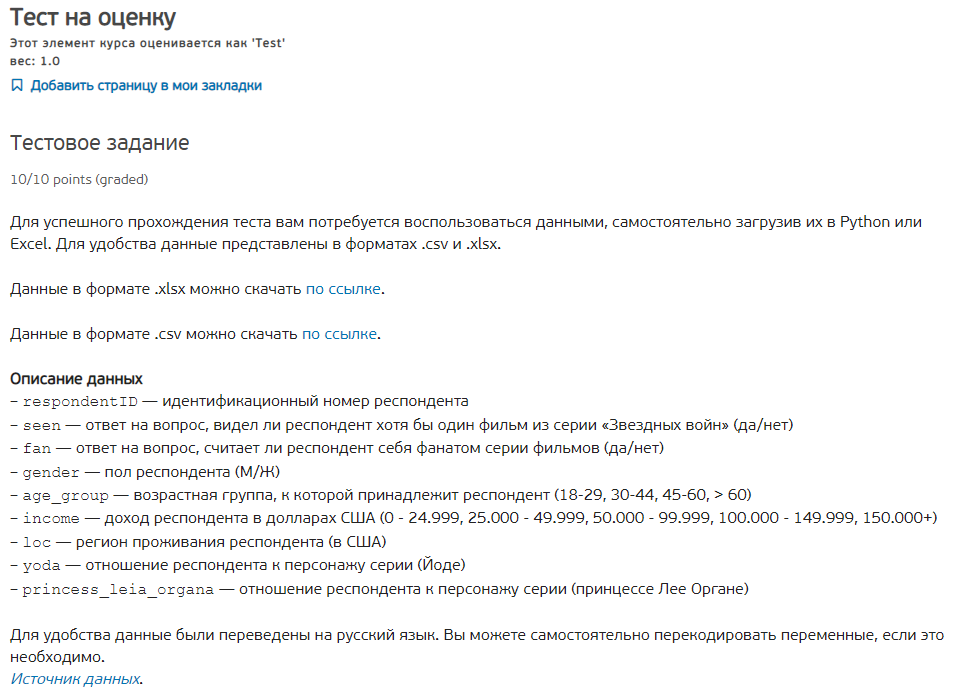 Тест на оценку
Этот элемент курса оценивается как 'Test'
вес: 1.0
Добавить страницу в мои закладки
Тестовое задание
10/10 points (graded)
Для успешного прохождения теста вам потребуется воспользоваться данными, самостоятельно загрузив их в Python или
Excel. Для удобства данные представлены в форматах .csv и .xlsx.
Данные в формате .xlsx можно скачать по ссылке.
Данные в формате .csv можно скачать по ссылке.
Описание данных
– respondentID — идентификационный номер респондента
– seen — ответ на вопрос, видел ли респондент хотя бы один фильм из серии «Звездных войн» (да/нет)
– fan — ответ на вопрос, считает ли респондент себя фанатом серии фильмов (да/нет)
– gender — пол респондента (М/Ж)
– age_group — возрастная группа, к которой принадлежит респондент (18-29, 30-44, 45-60, > 60)
– income — доход респондента в долларах США (0 - 24.999, 25.000 - 49.999, 50.000 - 99.999, 100.000 - 149.999, 150.000+)
– loc — регион проживания респондента (в США)
– yoda — отношение респондента к персонажу серии (Йоде)
– princess_leia_organa — отношение респондента к персонажу серии (принцессе Лее Органе)
Для удобства данные были переведены на русский язык. Вы можете самостоятельно перекодировать переменные, если это
необходимо.
Источник данных.